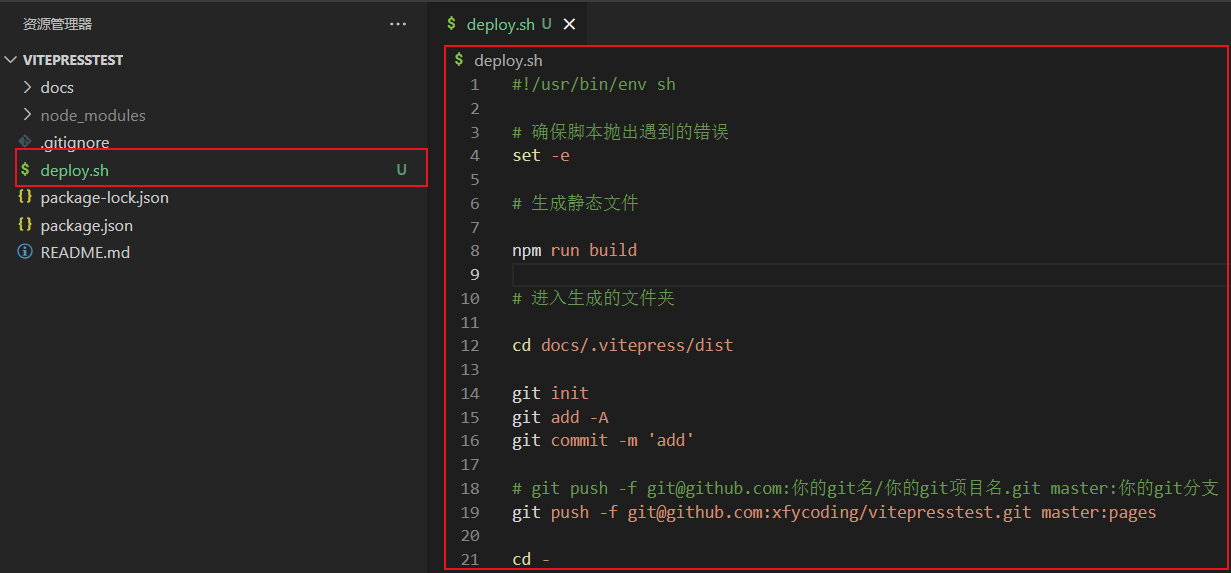 资源管理器
VITEPRESSTEST
docs
node_modules
.gitignore
deploy.sh U
package-lock.json
package.json
README.md
deploy.sh U
deploy.sh
1 #!/usr/bin/env sh
2
3 # 确保脚本抛出遇到的错误
4 set -e
5
6 # 生成静态文件
7
8 npm run build
9
10 # 进入生成的文件夹
11
12 cd docs/.vitepress/dist
13
14 git init
15 git add -A
16 git commit -m 'add'
17
18 # git push -f git@github.com:你的git名/你的git项目名.git master:你的git分支
19 git push -f git@github.com:xfycoding/vitepresstest.git master:pages
20
21 cd -